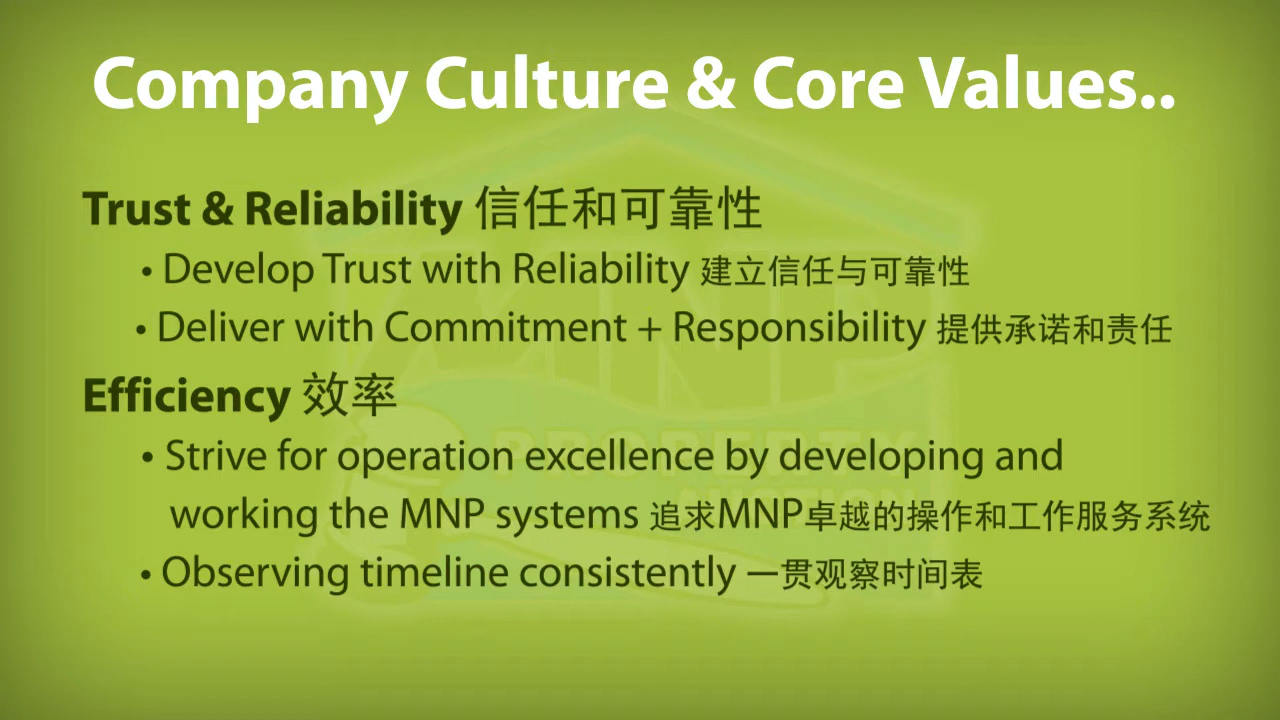 Company Culture & Core Values..
Trust & Reliability 信任和可靠性
• Develop Trust with Reliability 建立信任与可靠性
• Deliver with Commitment + Responsibility 提供承诺和责任
Efficiency 效率
• Strive for operation excellence by developing and
working the MNP systems 追求MNP卓越的操作和工作服务系统
• Observing timeline consistently 一贯观察时间表
MNP
PROPERTY
AUCTION